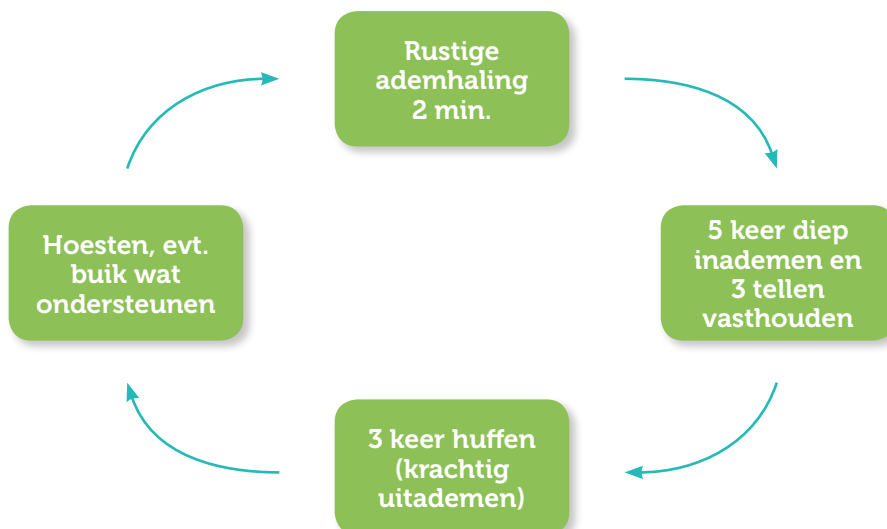 Rustige
ademhaling
2 min.
5 keer diep
inademen en
3 tellen
vasthouden
3 keer huffen
(krachtig
uitademen)
Hoesten, evt.
buik wat
ondersteunen